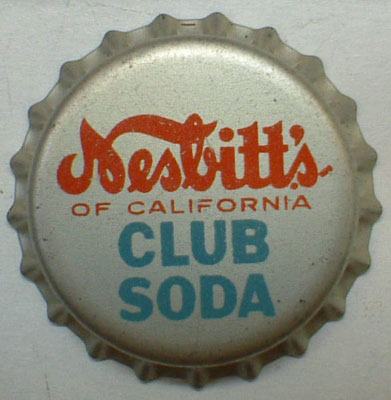 Nesbitt's
OF CALIFORNIA
CLUB
SODA